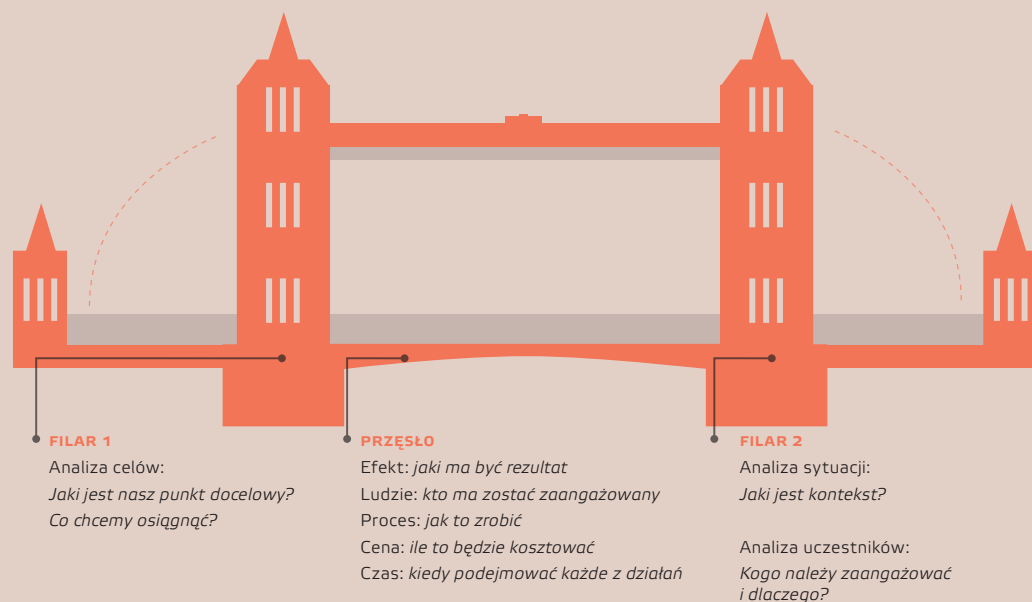 FILAR 1
Analiza celów:
Jaki jest nasz punkt docelowy?
Co chcemy osiągnąć?
PRZĘSŁO
Efekt: jaki ma być rezultat
Ludzie: kto ma zostać zaangażowany
Proces: jak to zrobić
Cena: ile to będzie kosztować
Czas: kiedy podejmować każde z działań
FILAR 2
Analiza sytuacji:
Jaki jest kontekst?
Analiza uczestników:
Kogo należy zaangażować
i dlaczego?